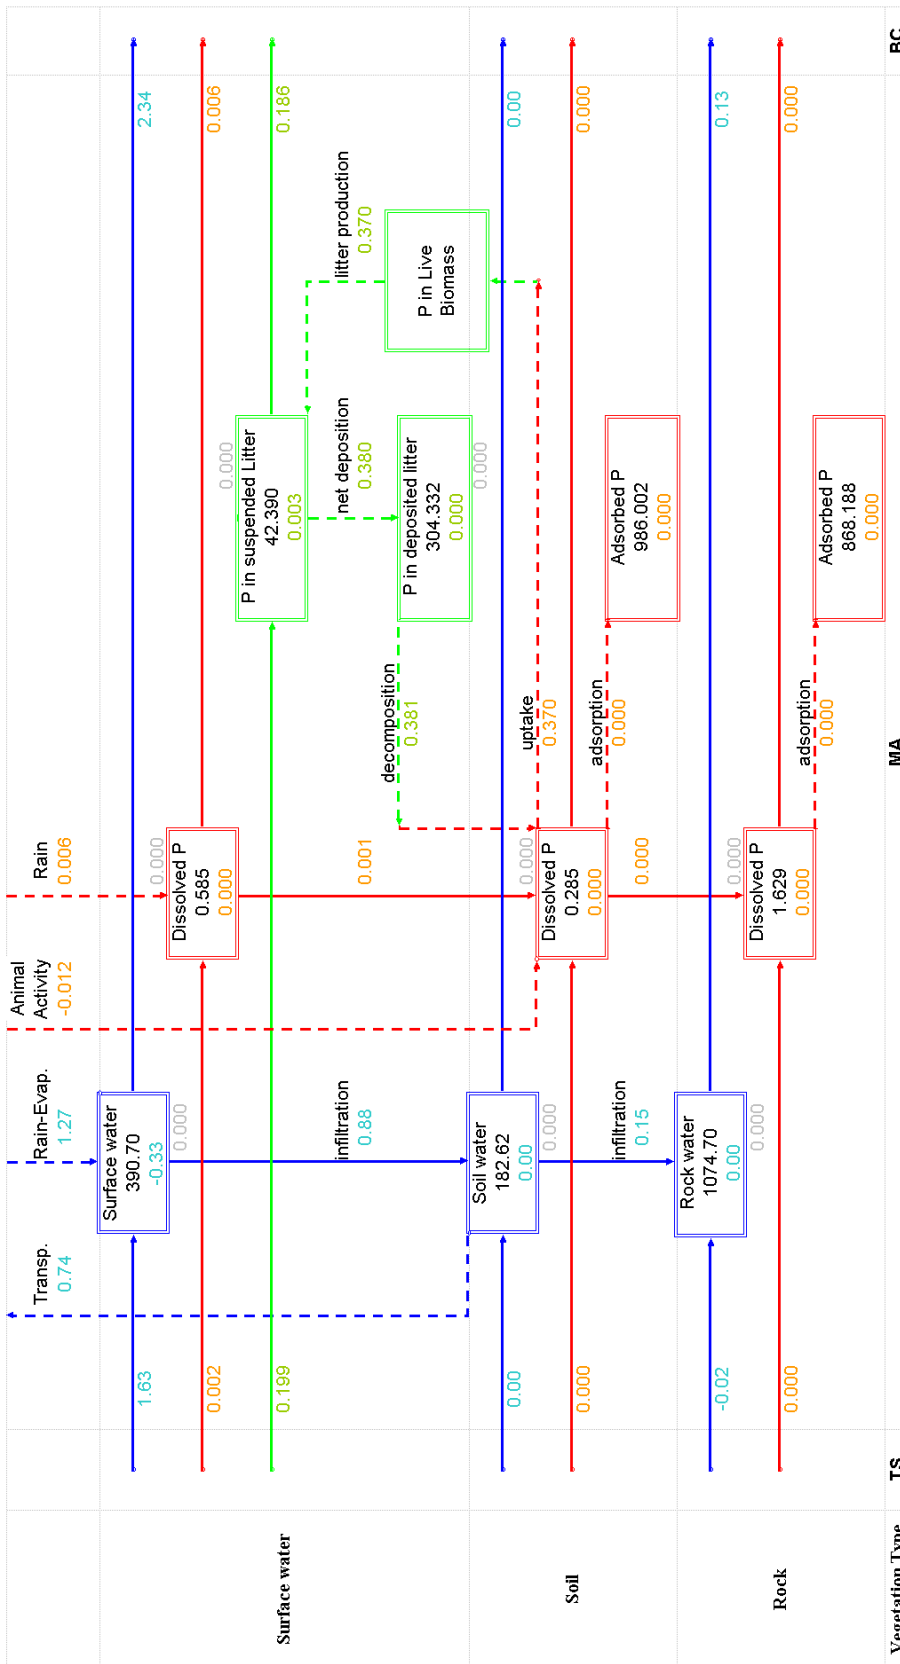 Animal
Transp. Rain-Evap. Activity Rain
0.74 1.27 -0.012 0.006
Surface water
390.70
1.63 -0.33 2.34
0.000 0.000
Dissolved P
0.585
0.002 0.000 0.006
0.000
P in suspended Litter
42.390
0.003
Surface water 0.199 0.186
infiltration net deposition litter production
0.88 0.001 0.380 0.370
decomposition
0.381
P in deposited litter
304.332
0.000
0.000
P in Live
Biomass
Soil water
182.62
0.00 0.00 0.00
0.000 0.000 uptake
0.370
Dissolved P
0.285
Soil 0.000 0.000 0.000
adsorption
0.000
Adsorbed P
986.002
0.000
infiltration
0.15 0.000
Rock water
1074.70
-0.02 0.00 0.13
0.000 0.000
Dissolved P
1.629
Rock 0.000 0.000 0.000
adsorption
0.000
Adsorbed P
868.188
0.000
Vegetation Type TS MA BC